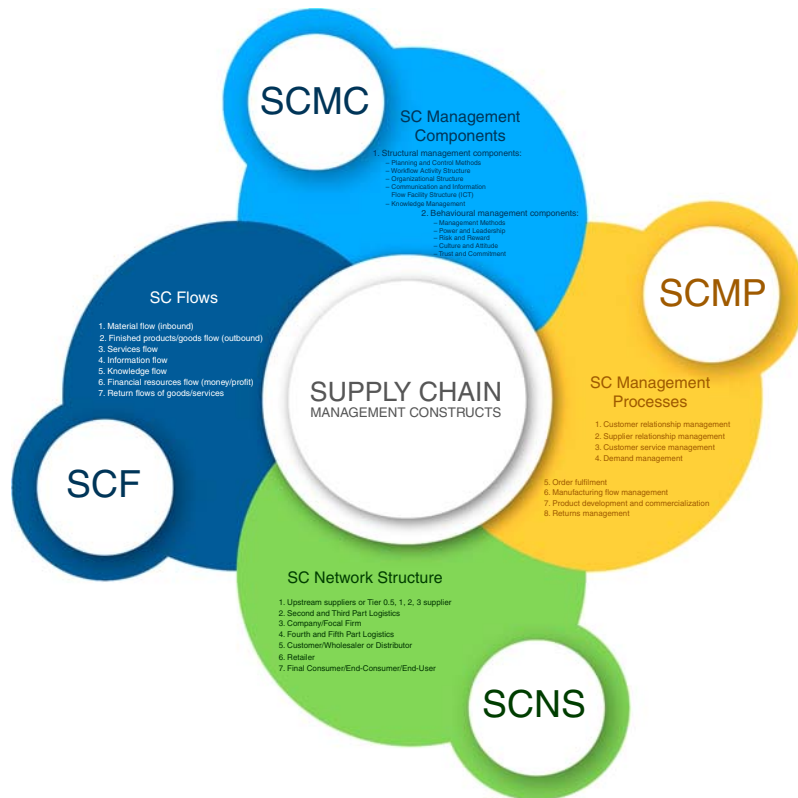 SCMC
SC Management
Components
1. Structural management components:
– Planning and Control Methods
– Workflow Activity Structure
– Organizational Structure
– Communication and Information
Flow Facility Structure (ICT)
– Knowledge Management
2. Behavioural management components:
– Management Methods
– Power and Leadership
– Risk and Reward
– Culture and Attitude
– Trust and Commitment
SCMP
SC Management
Processes
1. Customer relationship management
2. Supplier relationship management
3. Customer service management
4. Demand management
5. Order fulfilment
6. Manufacturing flow management
7. Product development and commercialization
8. Returns management
SC Flows
1. Material flow (inbound)
2. Finished products/goods flow (outbound)
3. Services flow
4. Information flow
5. Knowledge flow
6. Financial resources flow (money/profit)
7. Return flows of goods/services
SCF
SUPPLY CHAIN
MANAGEMENT CONSTRUCTS
SC Network Structure
1. Upstream suppliers or Tier 0.5, 1, 2, 3 supplier
2. Second and Third Part Logistics
3. Company/Focal Firm
4. Fourth and Fifth Part Logistics
5. Customer/Wholesaler or Distributor
6. Retailer
7. Final Consumer/End-Consumer/End-User
SCNS